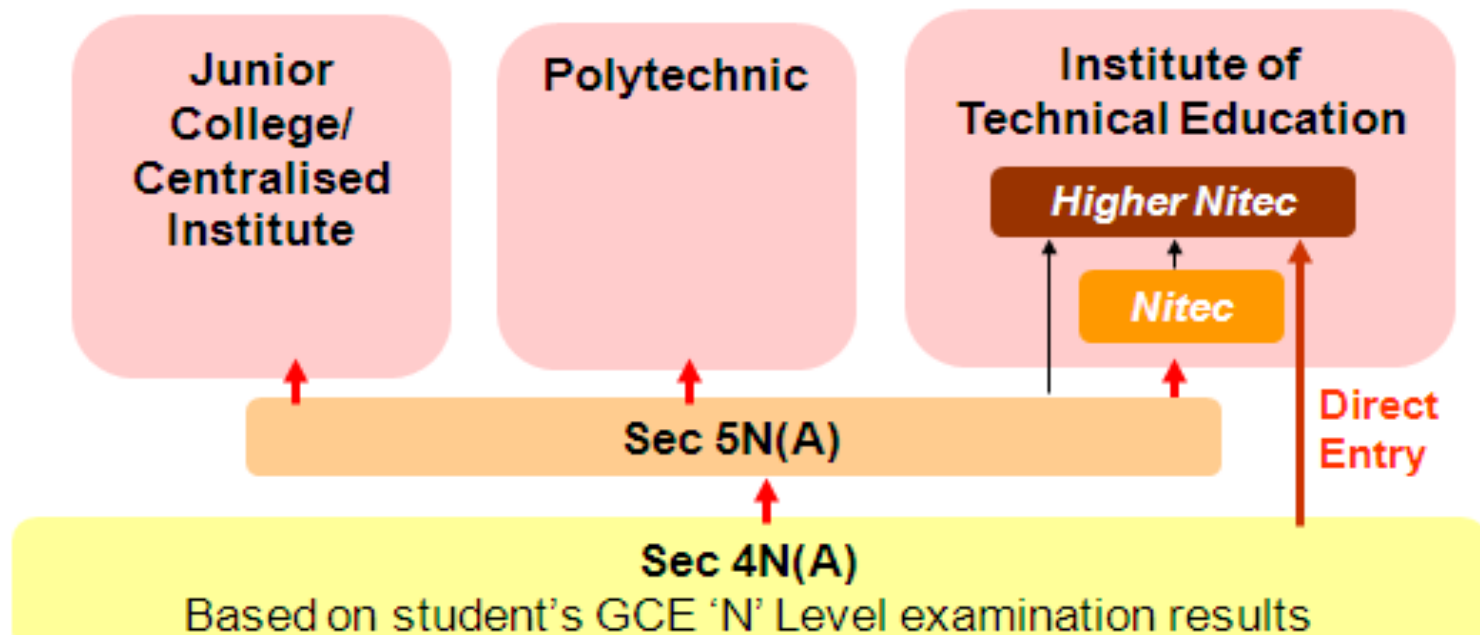 Junior
College/
Centralised
Institute
Polytechnic
Institute of
Technical Education
Higher Nitec
Nitec
Direct
Entry
Sec 5N(A)
Sec 4N(A)
Based on student’s GCE ‘N’ Level examination results